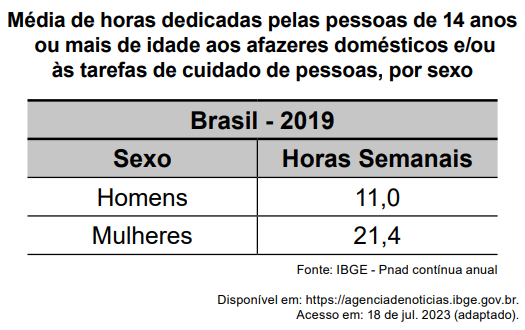 Média de horas dedicadas pelas pessoas de 14 anos
ou mais de idade aos afazeres domésticos e/ou
às tarefas de cuidado de pessoas, por sexo
Brasil - 2019
Sexo Horas Semanais
Homens 11,0
Mulheres 21,4
Fonte: IBGE - Pnad contínua anual
Disponível em: https://agenciadenoticias.ibge.gov.br.
Acesso em: 18 de jul. 2023 (adaptado).